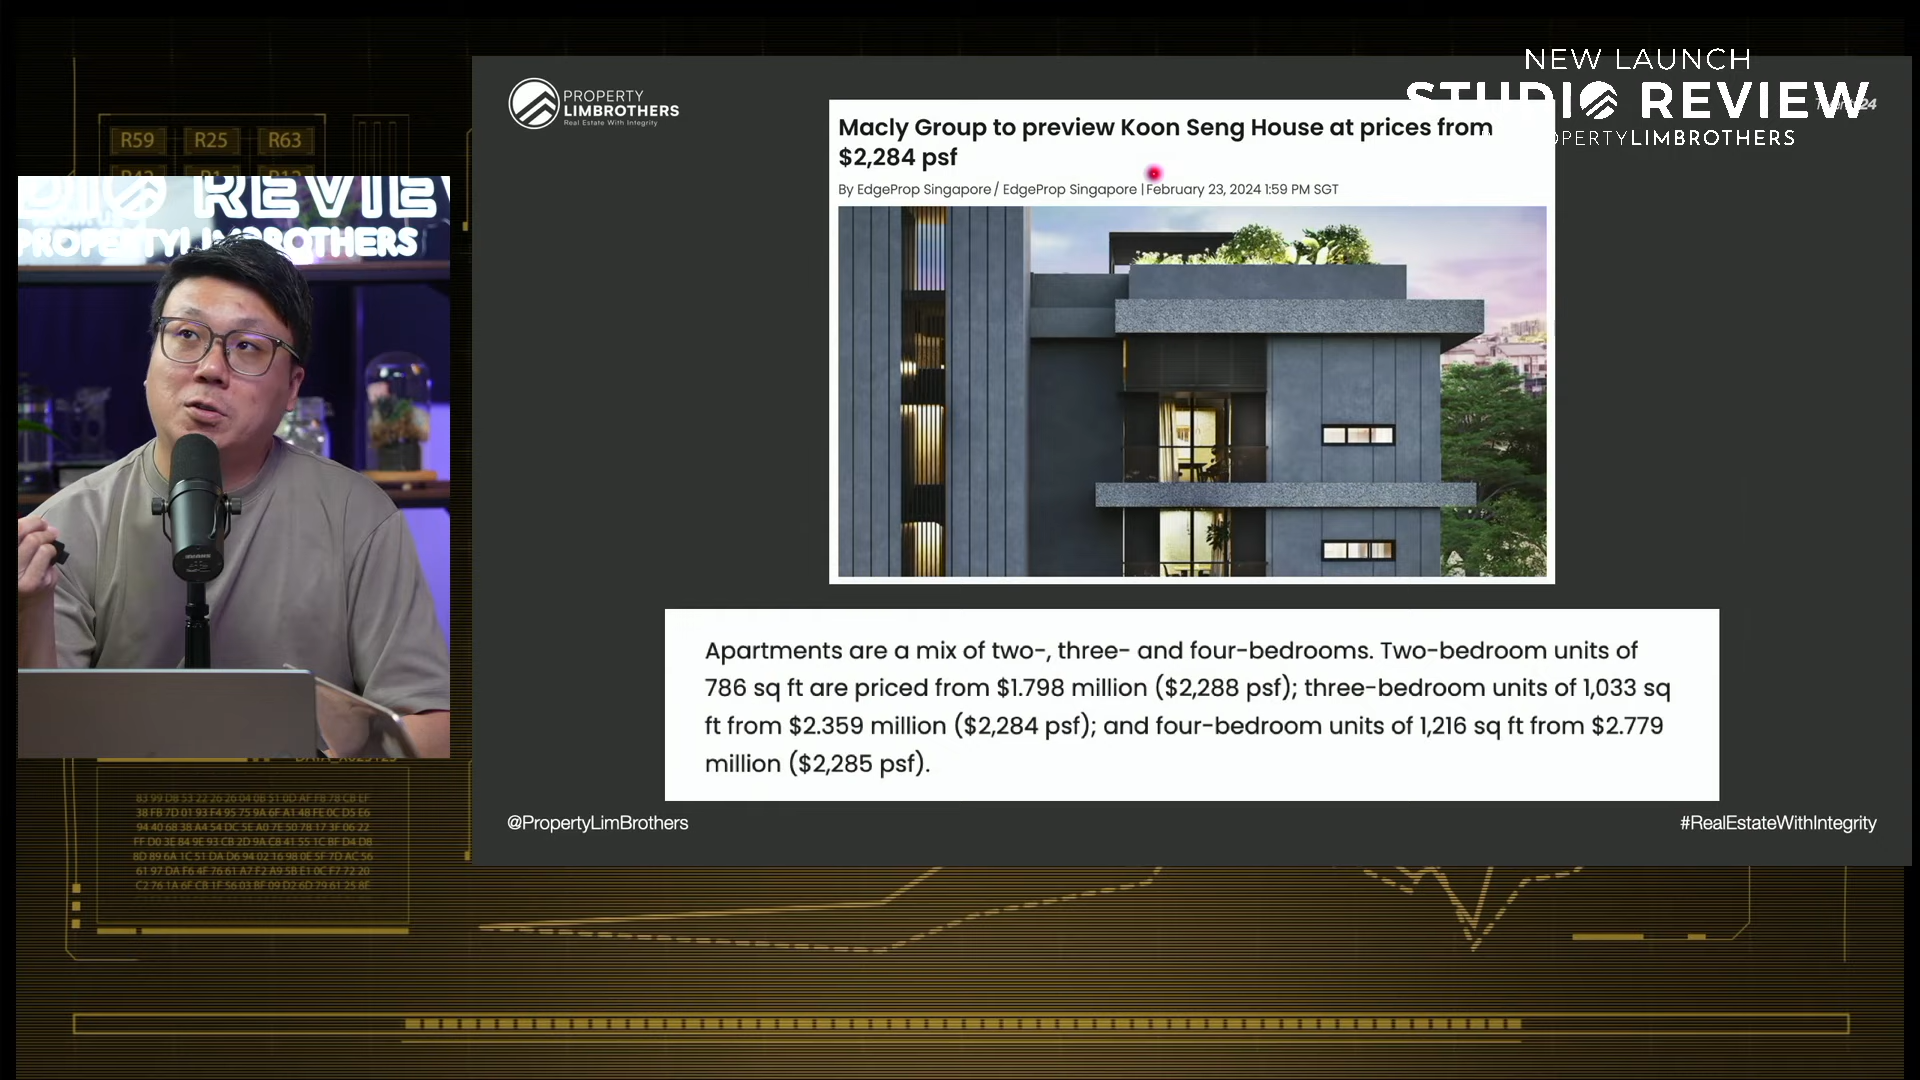 NEW LAUNCH
STUDIO REVIEW
PROPERTYLIMBROTHERS
PROPERTY
LIMBROTHERS
Real Estate With Integrity
Macly Group to preview Koon Seng House at prices from
$2,284 psf
By EdgeProp Singapore / EdgeProp Singapore | February 23, 2024 1:59 PM SGT
R59 R25 R63
DIO REVIE
PROPERTYLIMBROTHERS
Apartments are a mix of two-, three- and four-bedrooms. Two-bedroom units of
786 sq ft are priced from $1.798 million ($2,288 psf); three-bedroom units of 1,033 sq
ft from $2.359 million ($2,284 psf); and four-bedroom units of 1,216 sq ft from $2.779
million ($2,285 psf).
@PropertyLimBrothers
#RealEstateWithIntegrity